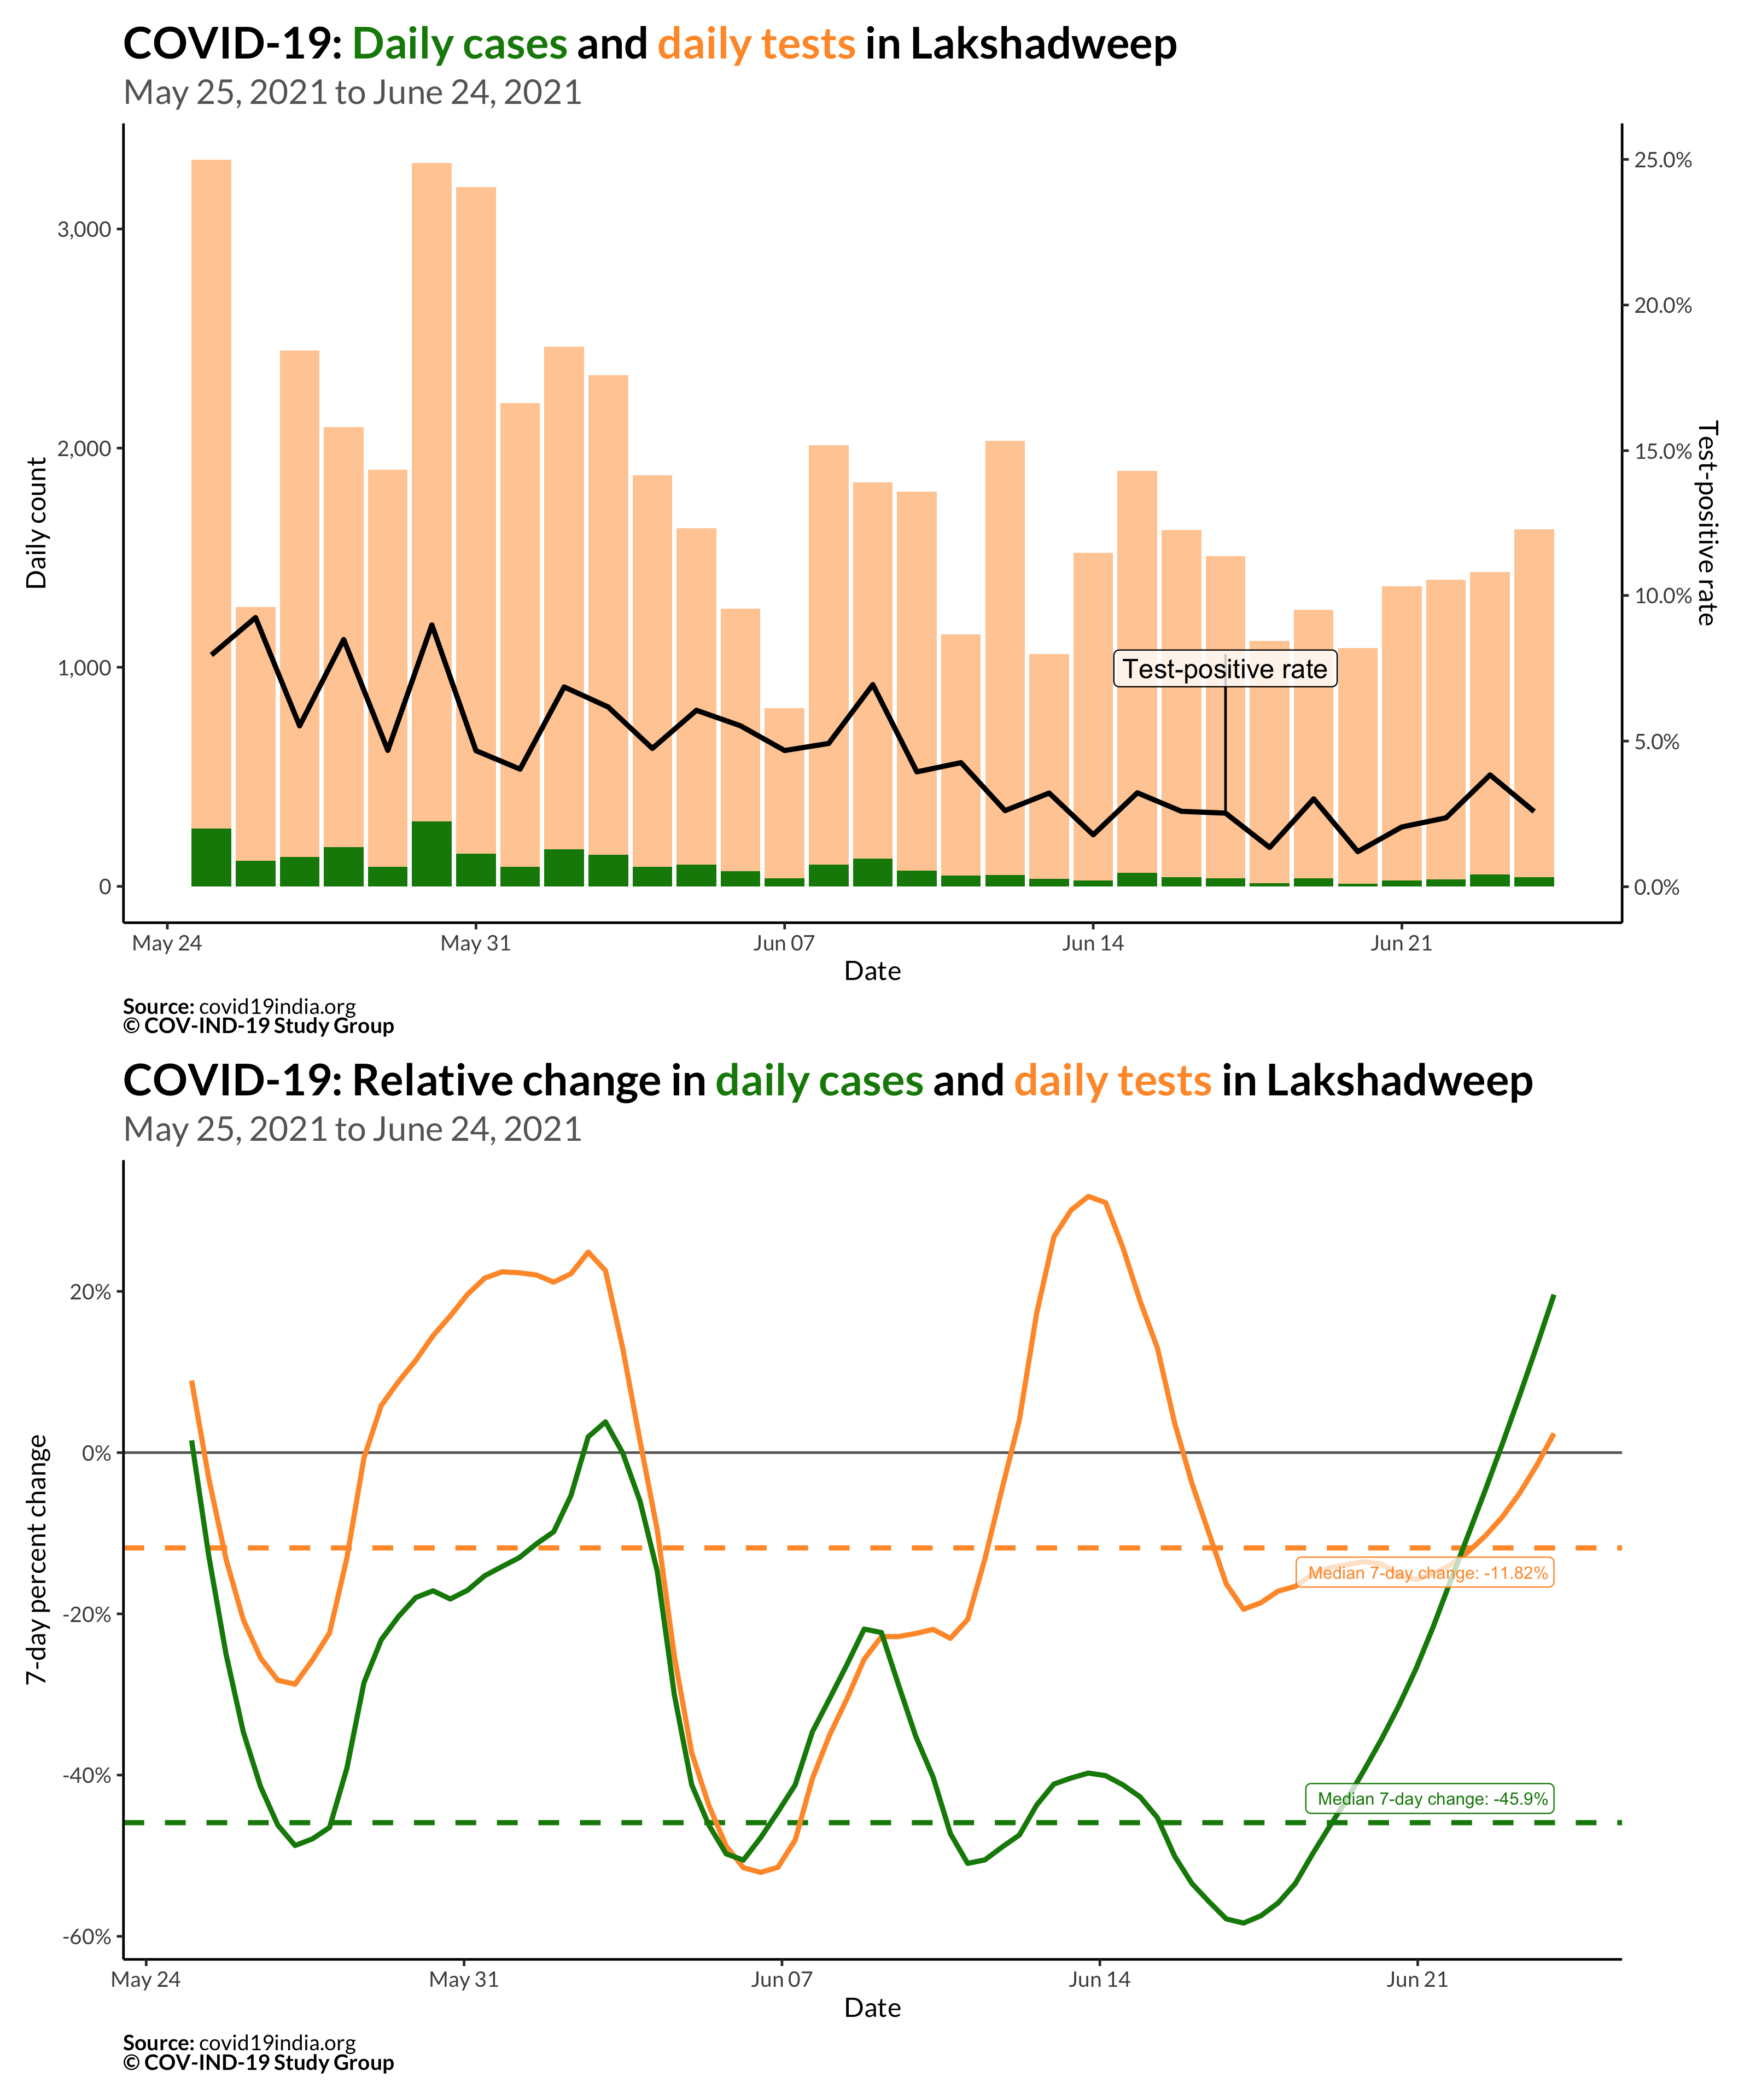 COVID-19: Daily cases and daily tests in Lakshadweep
May 25, 2021 to June 24, 2021
3,000
2,000
1,000
0
Daily count
25.0%
20.0%
15.0%
10.0%
5.0%
0.0%
Test-positive rate
Test-positive rate
May 24
May 31
Jun 07
Jun 14
Jun 21
Date
Source: covid19india.org
© COV-IND-19 Study Group
COVID-19: Relative change in daily cases and daily tests in Lakshadweep
May 25, 2021 to June 24, 2021
20%
0%
-20%
-40%
-60%
7-day percent change
Median 7-day change: -11.82%
Median 7-day change: -45.9%
May 24
May 31
Jun 07
Jun 14
Jun 21
Date
Source: covid19india.org
© COV-IND-19 Study Group